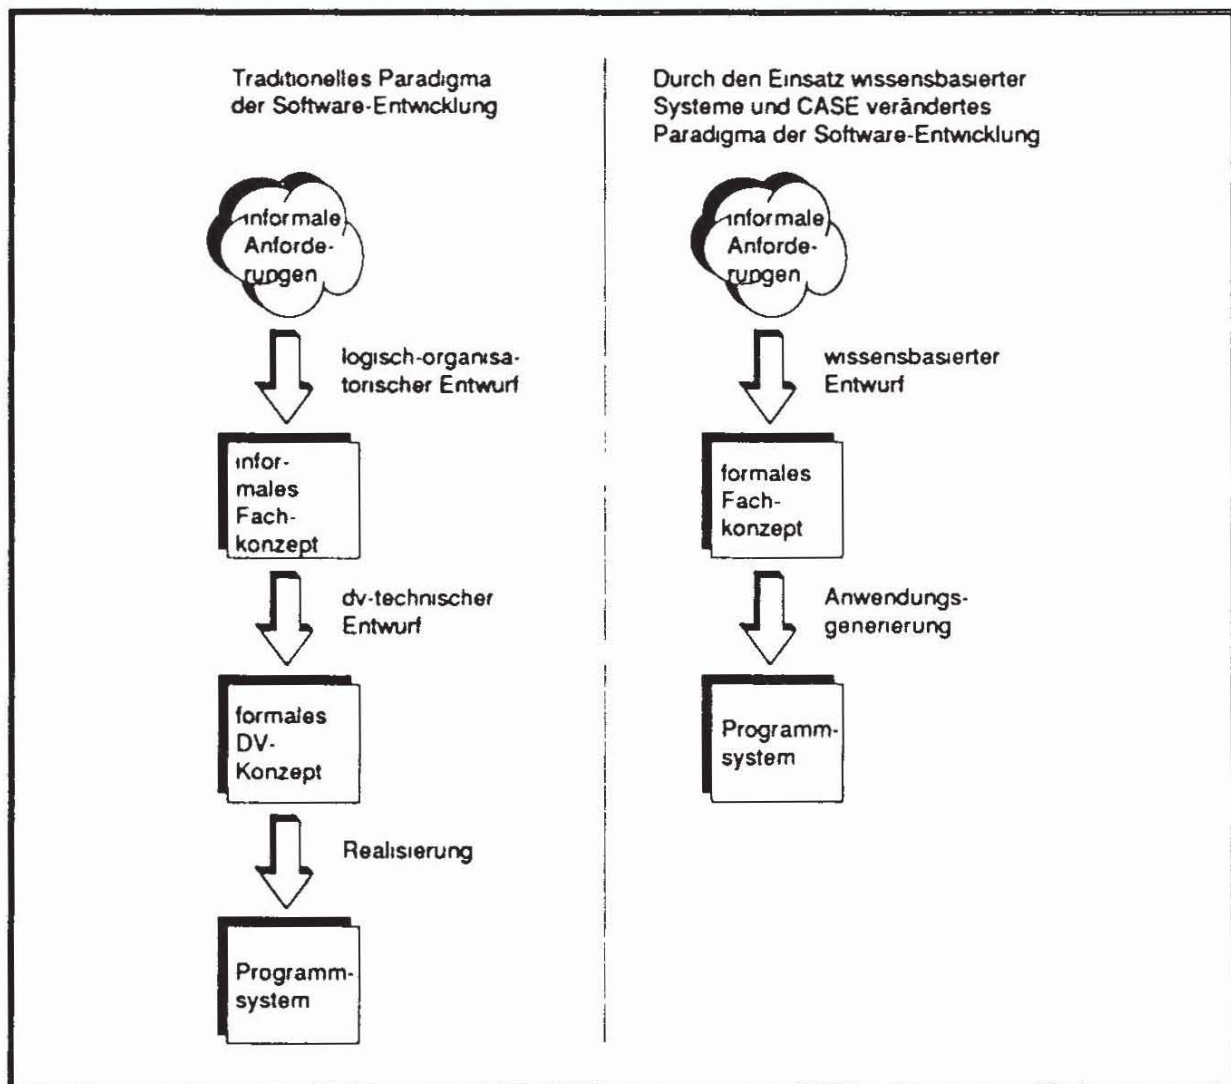 Traditionelles Paradigma
der Software-Entwicklung
informale
Anforde-
rungen
logisch-organisa-
torischer Entwurf
infor-
males
Fach-
konzept
dv-technischer
Entwurf
formales
DV-
Konzept
Realisierung
Programm-
system
Durch den Einsatz wissensbasierter
Systeme und CASE verändertes
Paradigma der Software-Entwicklung
informale
Anforde-
rungen
wissensbasierter
Entwurf
formales
Fach-
konzept
Anwendungs-
generierung
Programm-
system